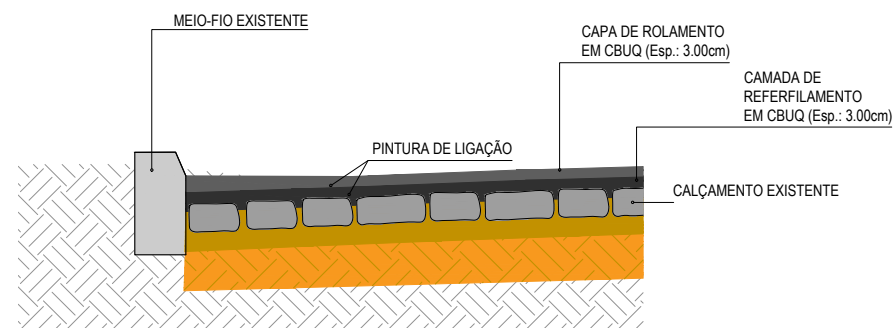 MEIO-FIO EXISTENTE
CAPA DE ROLAMENTO
EM CBUQ (Esp.: 3.00cm)
CAMADA DE
REFERFILAMENTO
EM CBUQ (Esp.: 3.00cm)
PINTURA DE LIGAÇÃO
CALÇAMENTO EXISTENTE